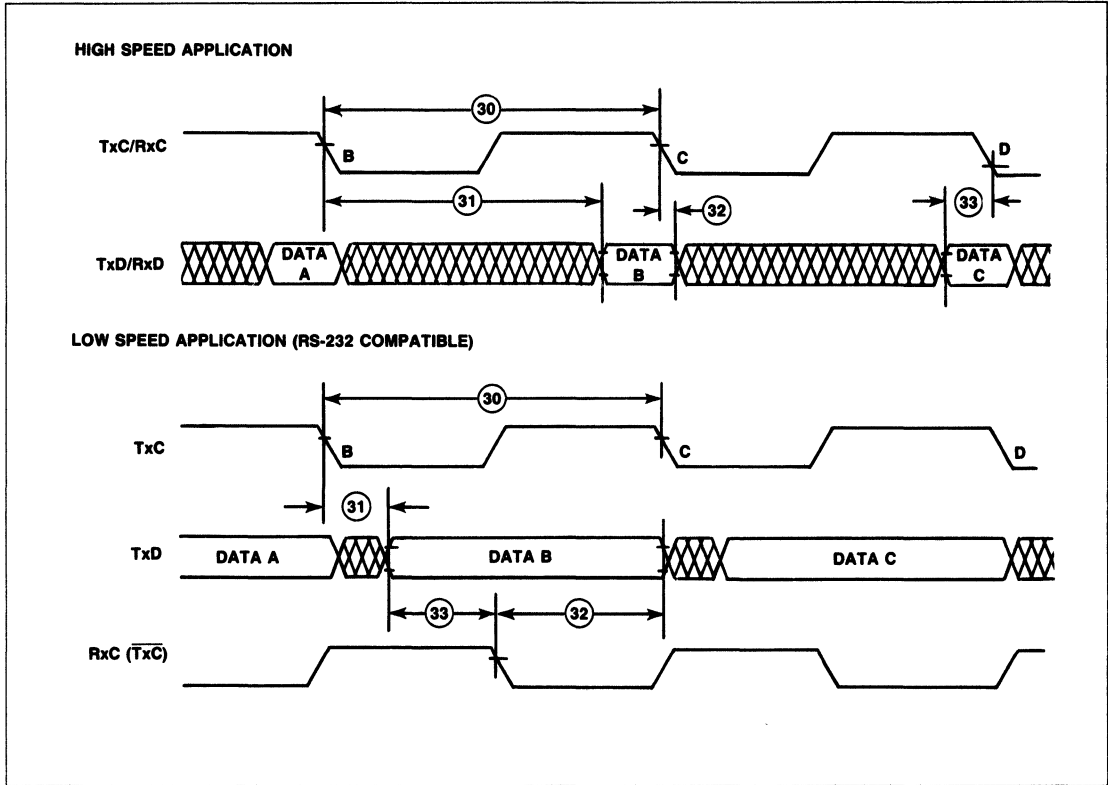 HIGH SPEED APPLICATION
30
TxC/RxC
B
C
D
31
32
33
TxD/RxD
DATA A
DATA B
DATA C
LOW SPEED APPLICATION (RS-232 COMPATIBLE)
30
TxC
B
C
D
31
TxD
DATA A
DATA B
DATA C
33
32
RxC (T̅x̅C̅)